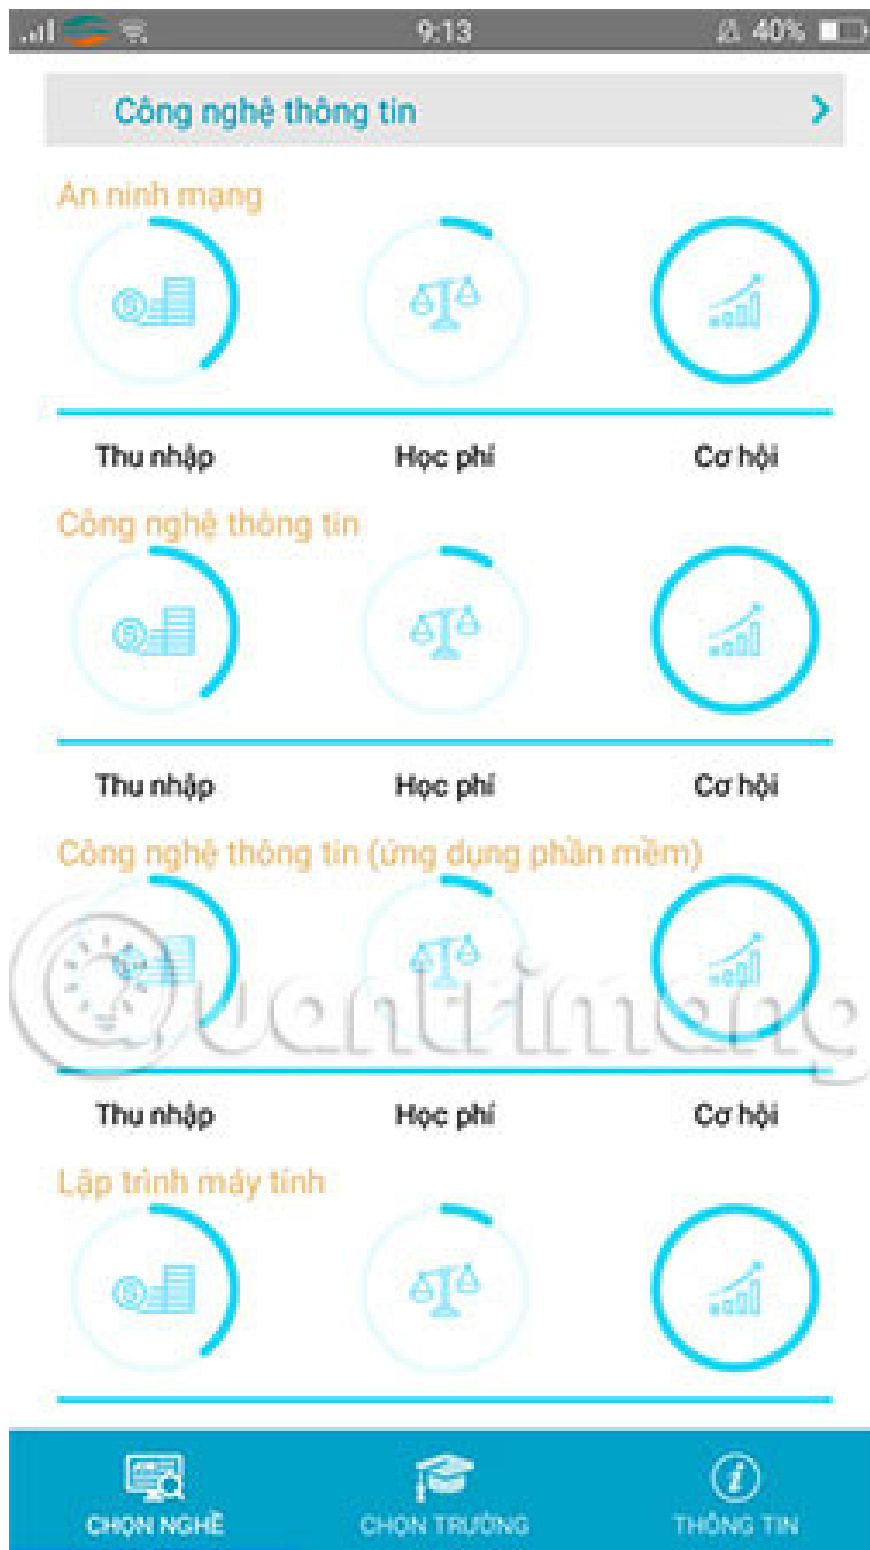 9:13 40%
Công nghệ thông tin
An ninh mạng
Thu nhập Học phí Cơ hội
Công nghệ thông tin
Thu nhập Học phí Cơ hội
Công nghệ thông tin (ứng dụng phần mềm)
Quantrimang
Thu nhập Học phí Cơ hội
Lập trình máy tính
CHỌN NGHỀ CHỌN TRƯỜNG THÔNG TIN